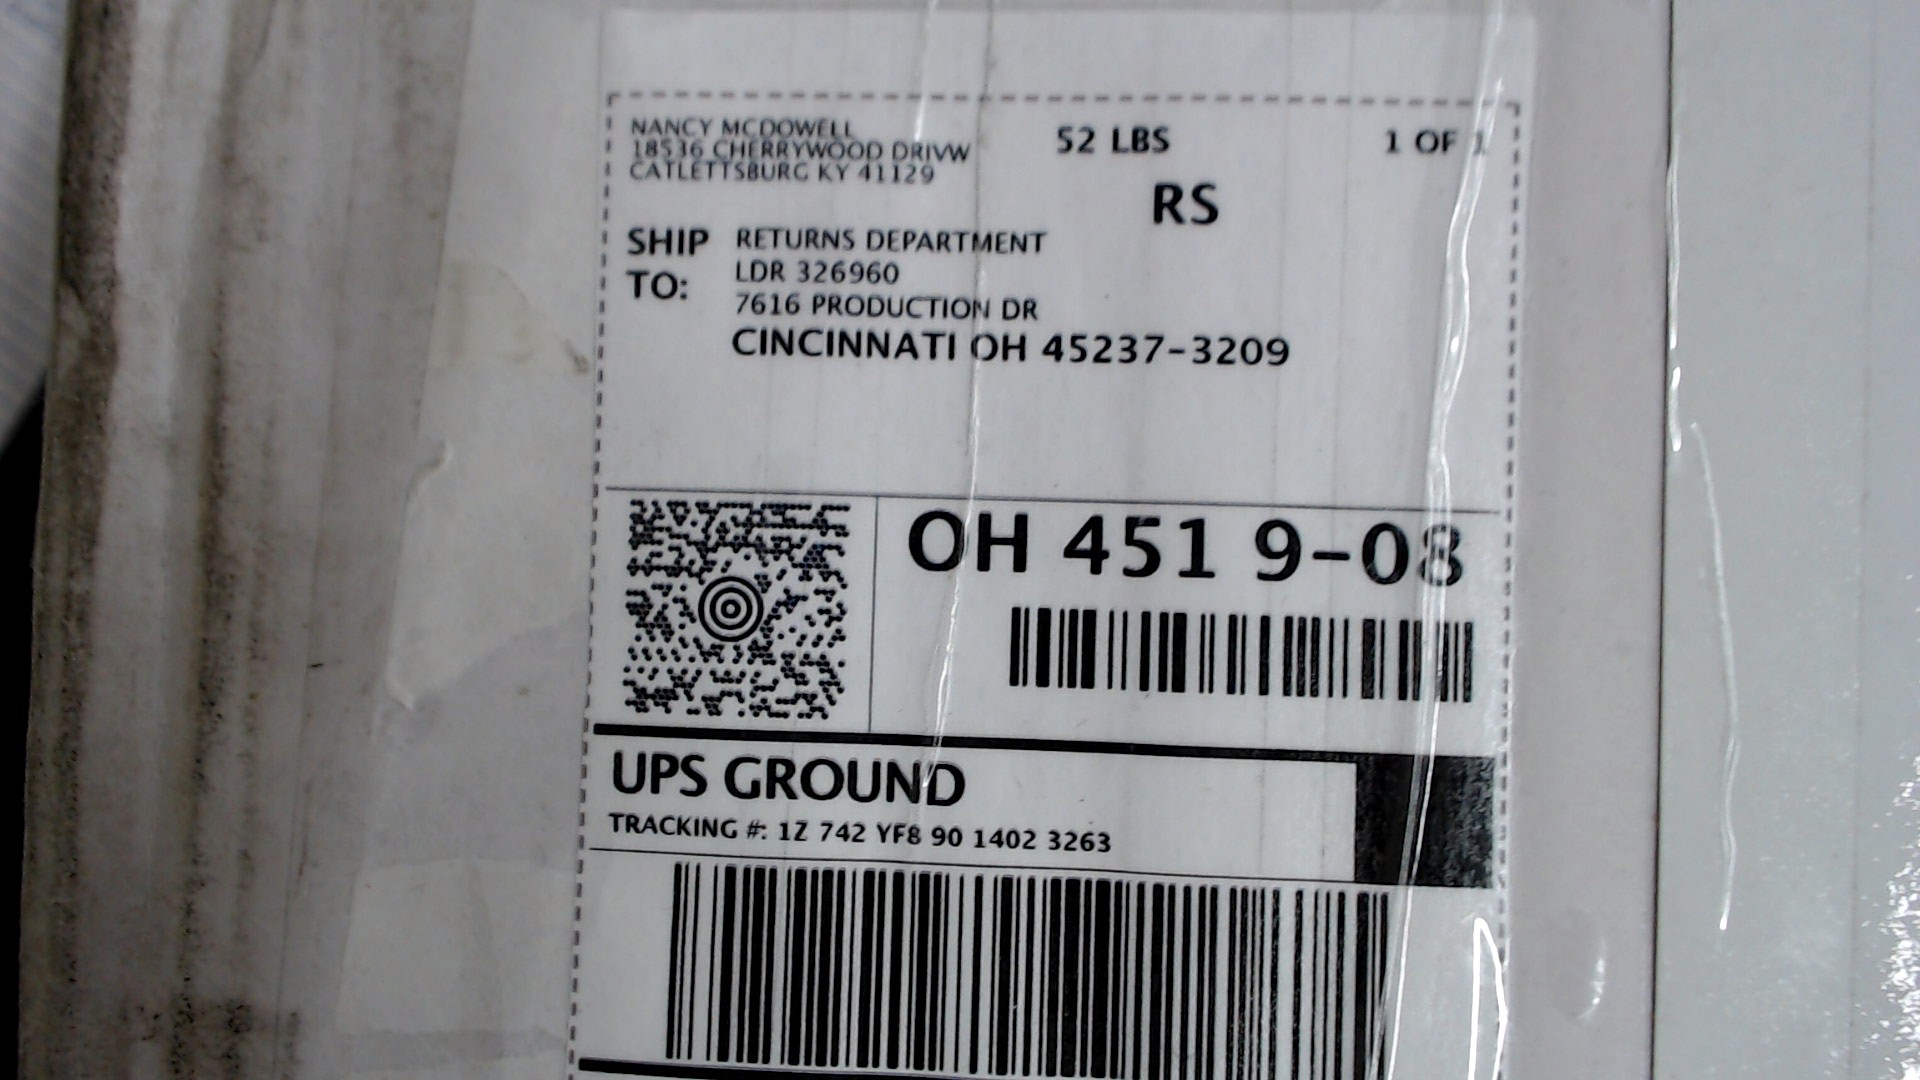 NANCY MCDOWELL
18536 CHERRYWOOD DRIVW
CATLETTSBURG KY 41129
52 LBS
1 OF 1
RS
SHIP TO:
RETURNS DEPARTMENT
LDR 326960
7616 PRODUCTION DR
CINCINNATI OH 45237-3209
OH 451 9-08
UPS GROUND
TRACKING #: 1Z 742 YF8 90 1402 3263